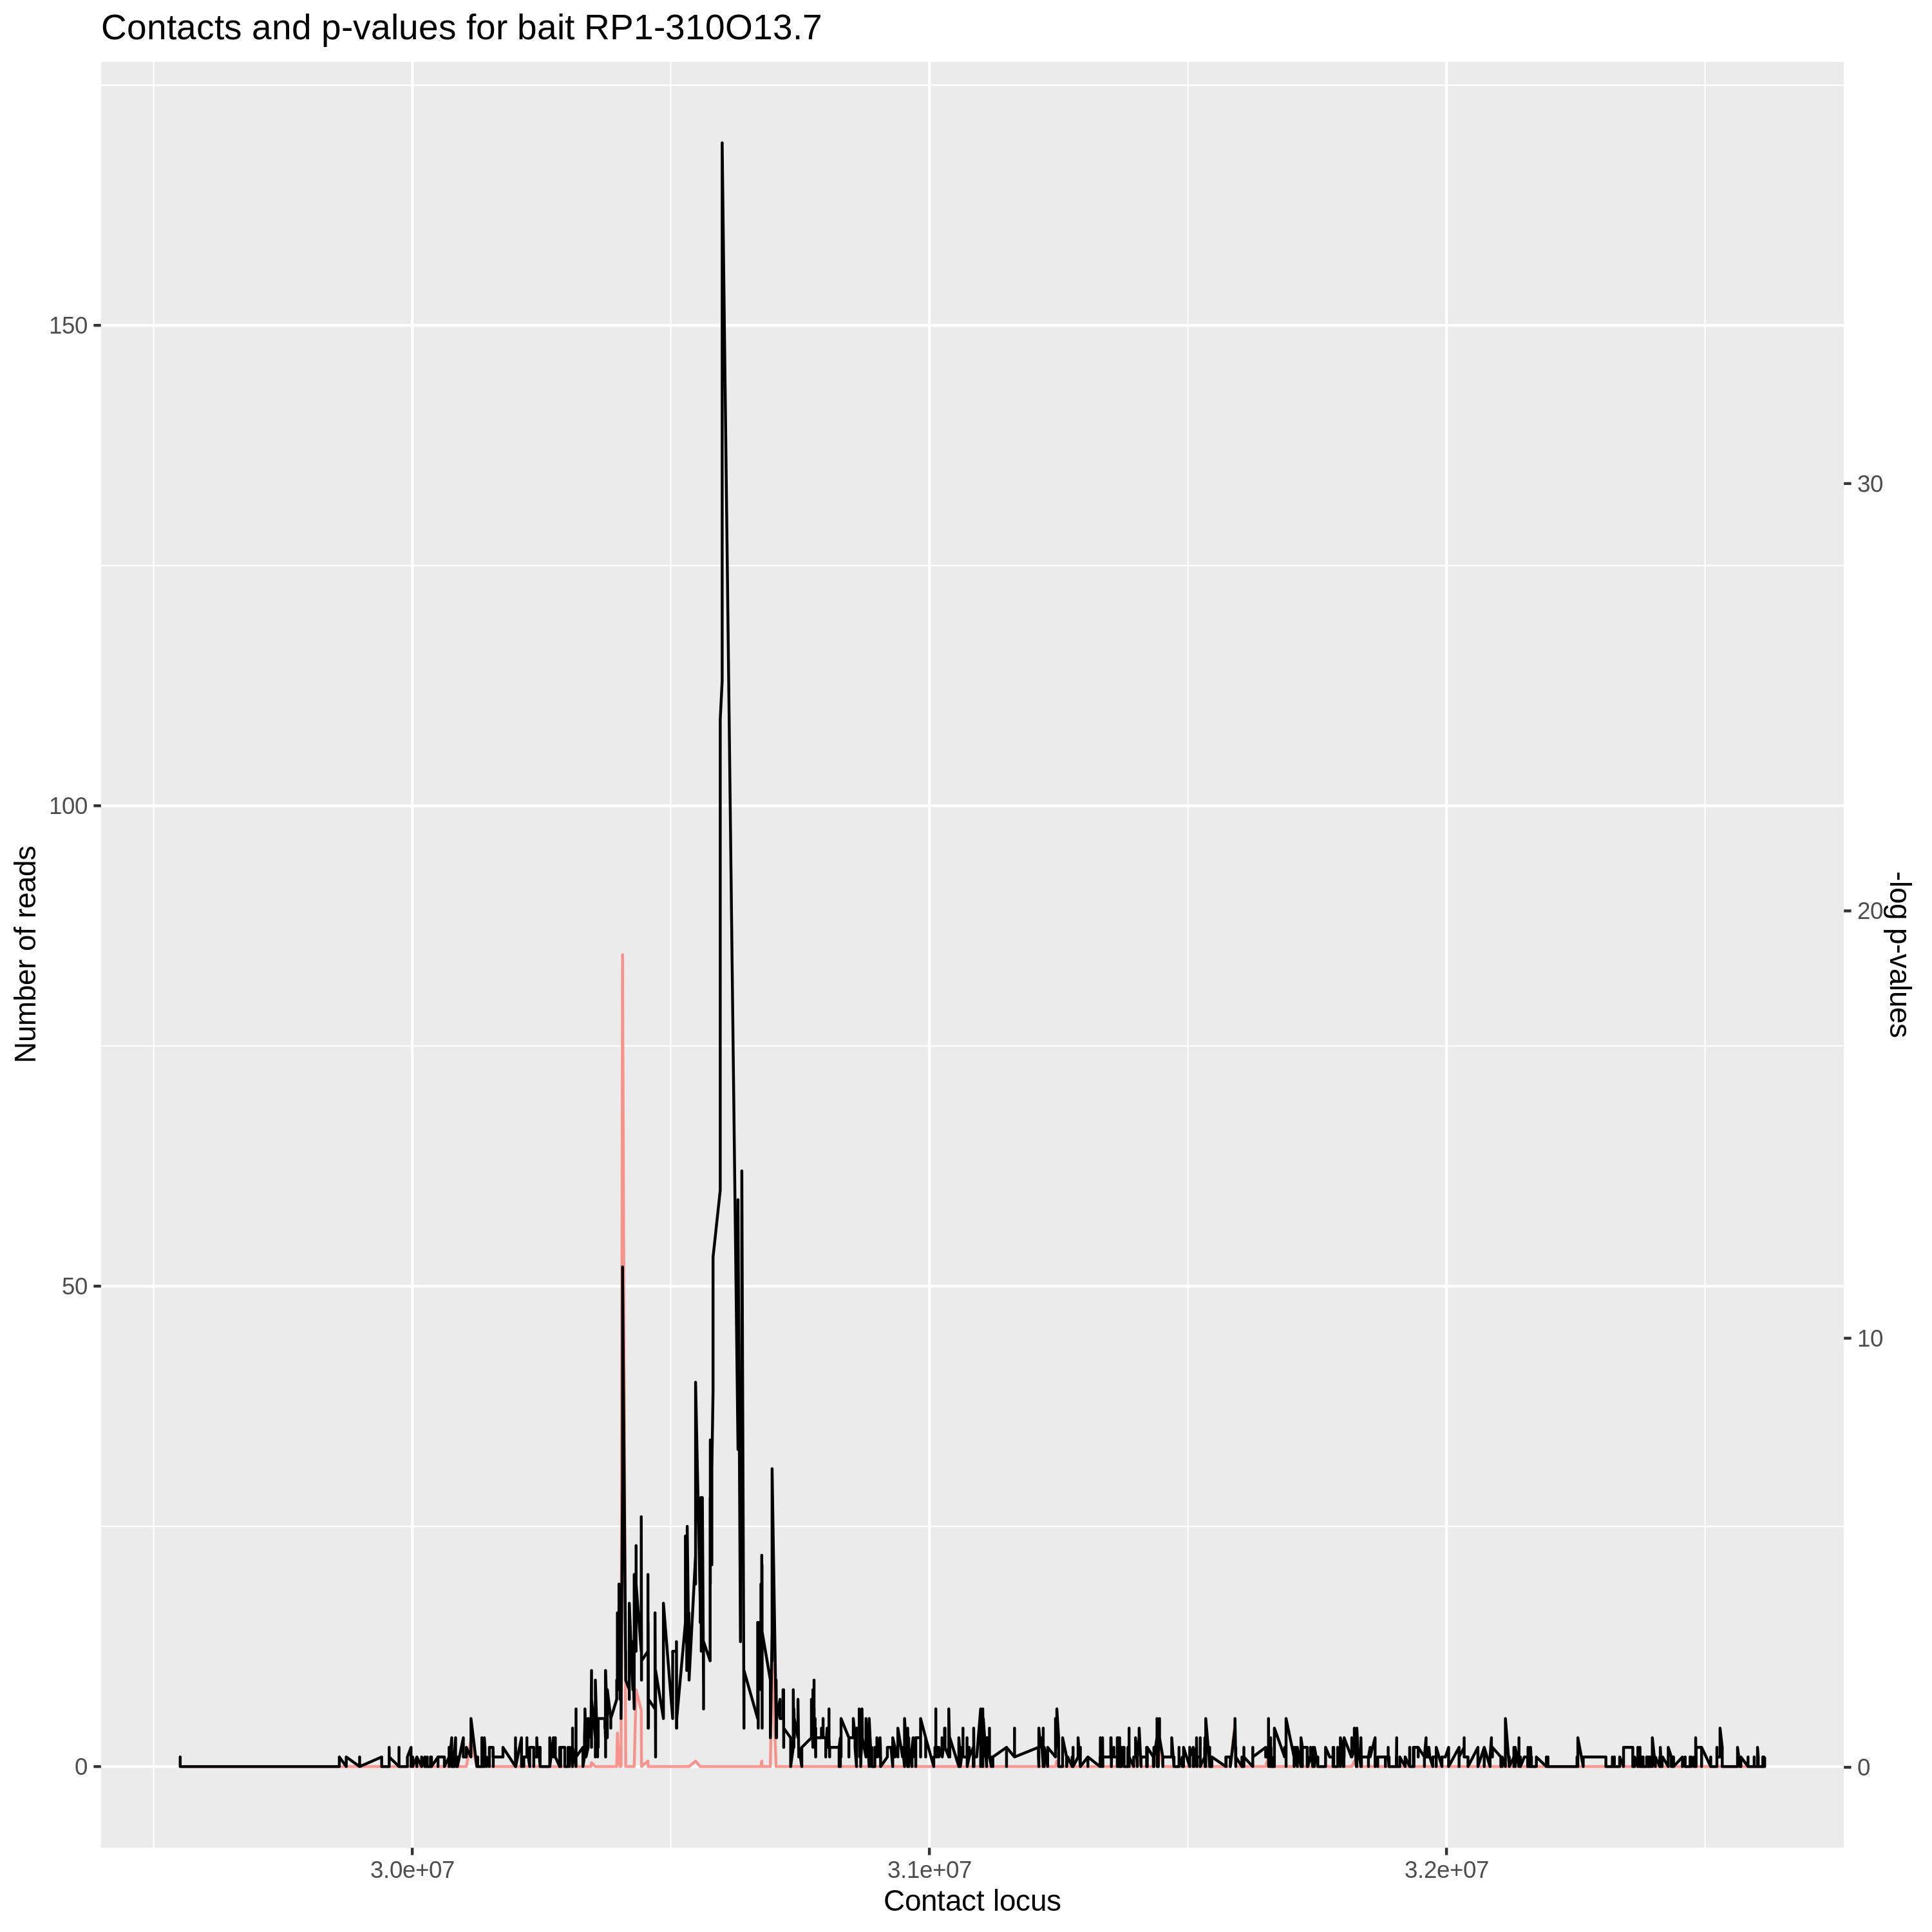 Contacts and p-values for bait RP1-310O13.7
150
100
50
0
Number of reads
30
20
10
0
-log p-values
3.0e+07
3.1e+07
3.2e+07
Contact locus